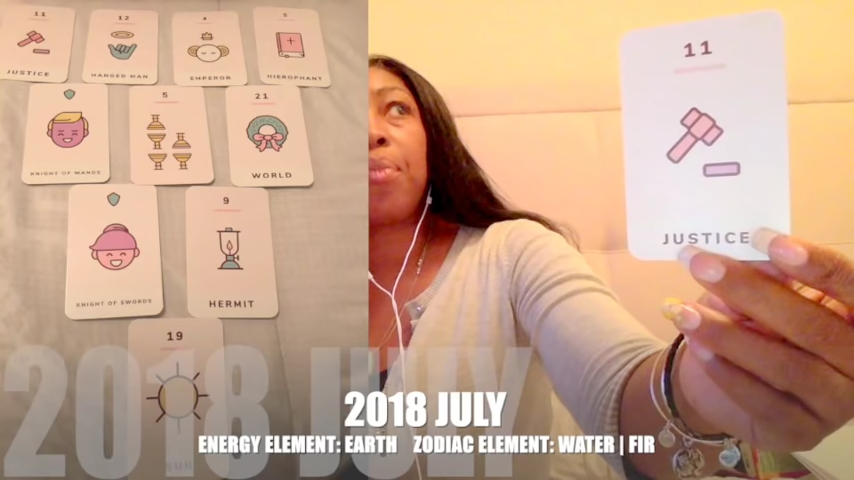 11
JUSTICE
12
HANGED MAN
4
EMPEROR
5
HIEROPHANT
KNIGHT OF WANDS
5
21
WORLD
KNIGHT OF SWORDS
9
HERMIT
19
SUN
11
JUSTICE
2018 JULY
2018 JULY
ENERGY ELEMENT: EARTH ZODIAC ELEMENT: WATER | FIR